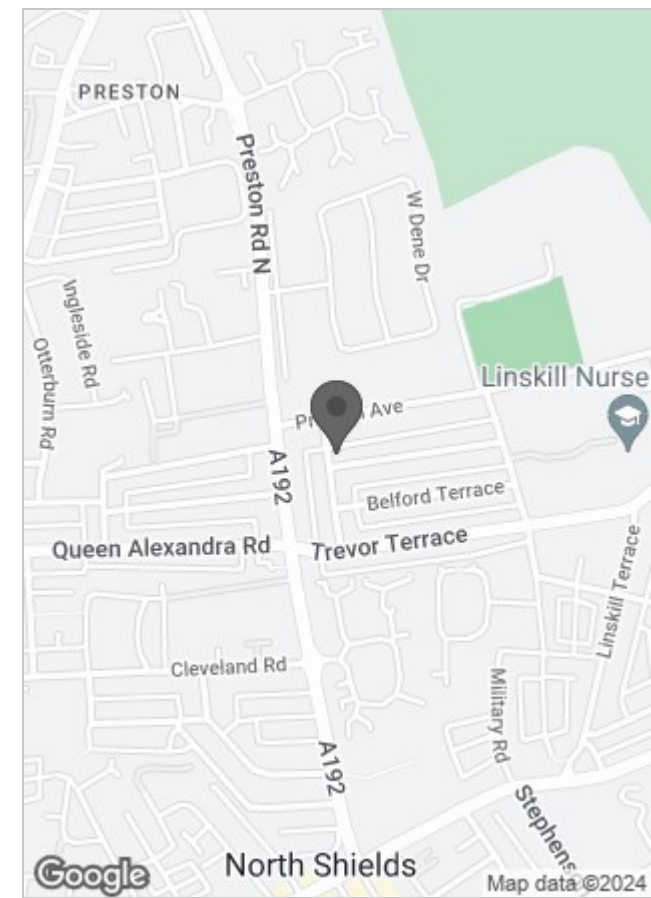 PRESTON
Preston Rd N
W Dene Dr
Ingleside Rd
Otterburn Rd
Linskill Nurse
Ave
A192
Belford Terrace
Queen Alexandra Rd
Trevor Terrace
Linskill Terrace
Cleveland Rd
Military Rd
A192
Stephens
North Shields
Google
Map data ©2024